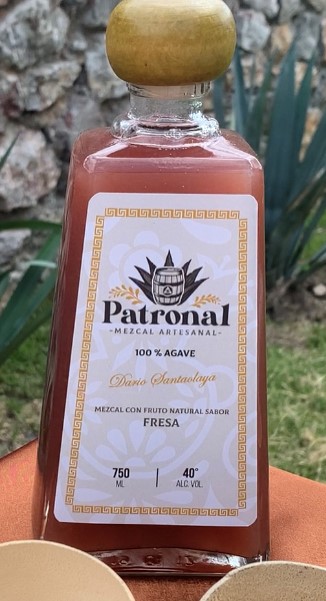 Patronal
-MEZCAL ARTESANAL-
100 % AGAVE
Dario Santaolaya
MEZCAL CON FRUTO NATURAL SABOR
FRESA
750 | 40°
ML ALC. VOL.